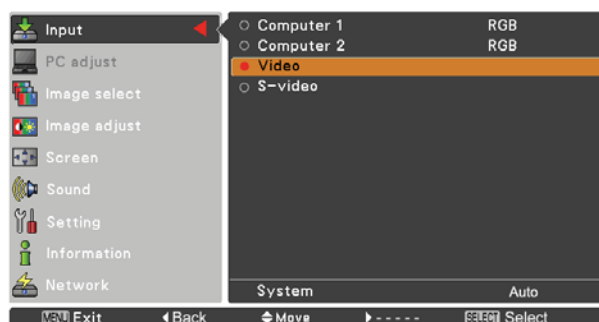 Input
PC adjust
Image select
Image adjust
Screen
Sound
Setting
Information
Network
Computer 1 RGB
Computer 2 RGB
Video
S-video
System Auto
MENU Exit Back Move ----- SELECT Select